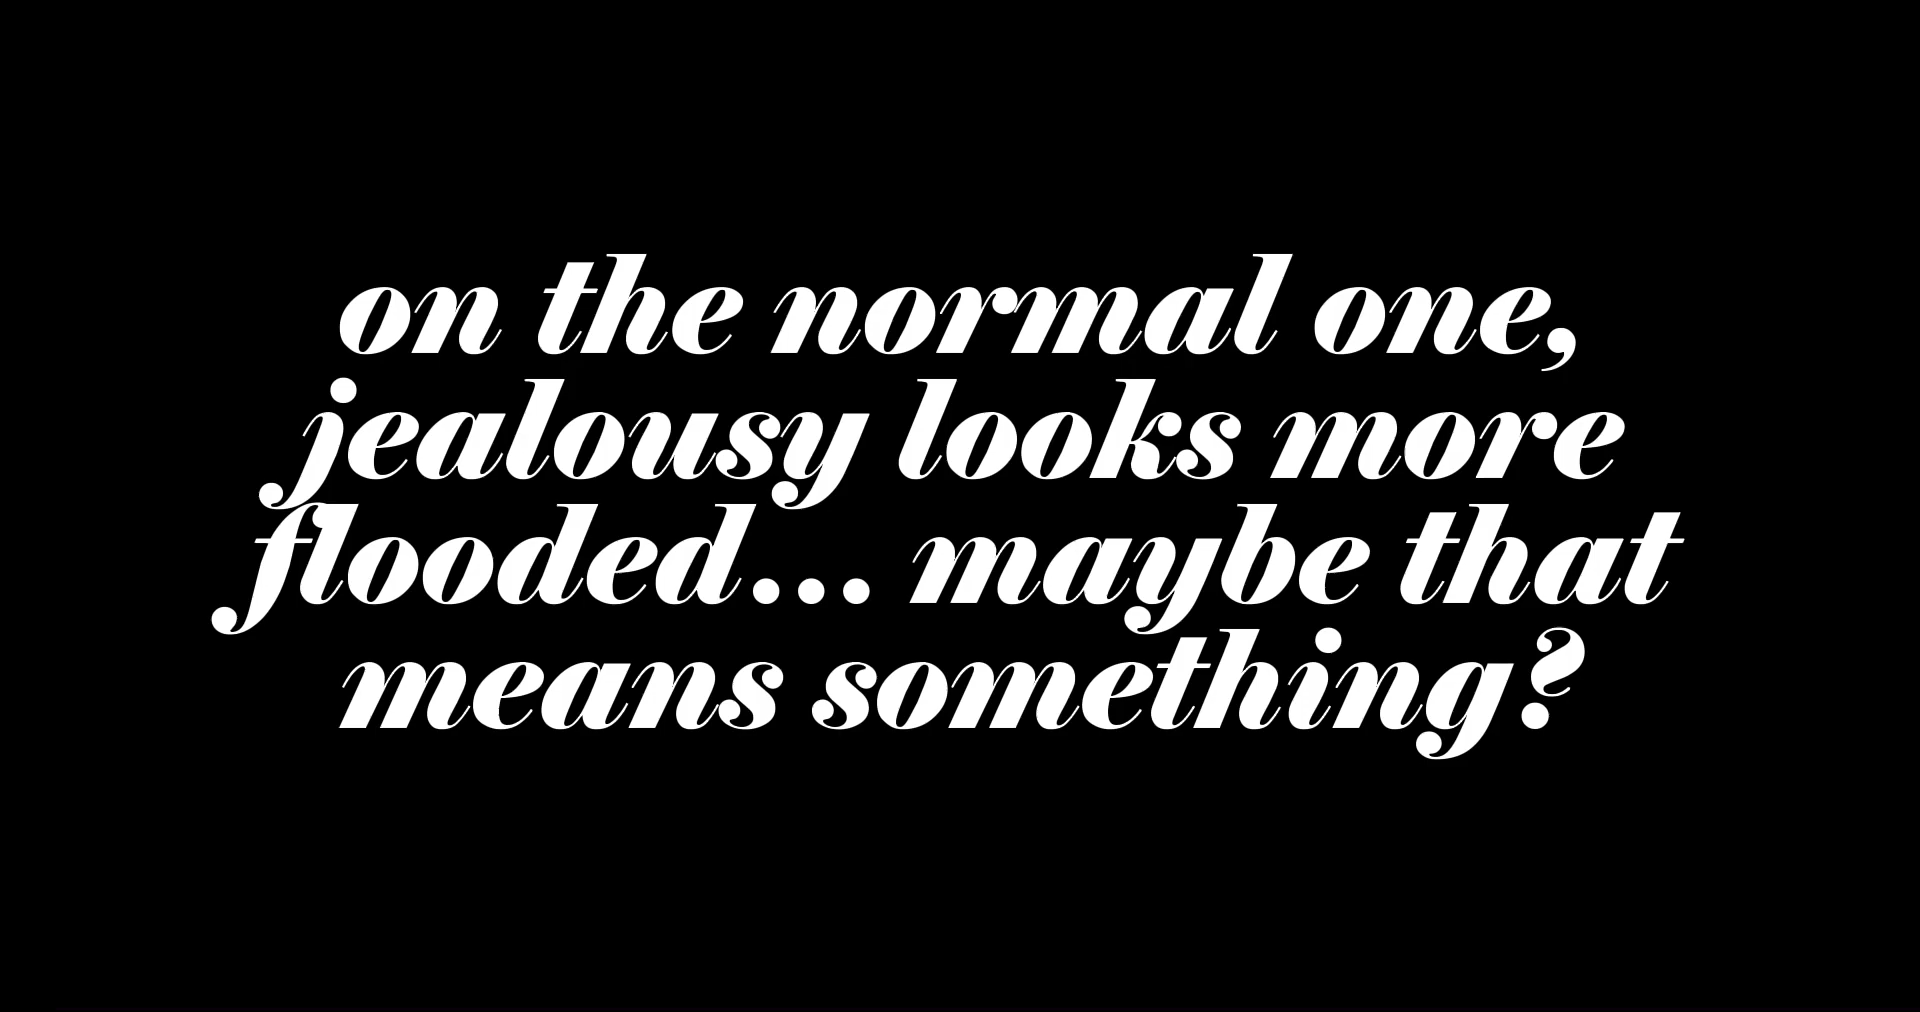 on the normal one,
jealousy looks more
flooded... maybe that
means something?